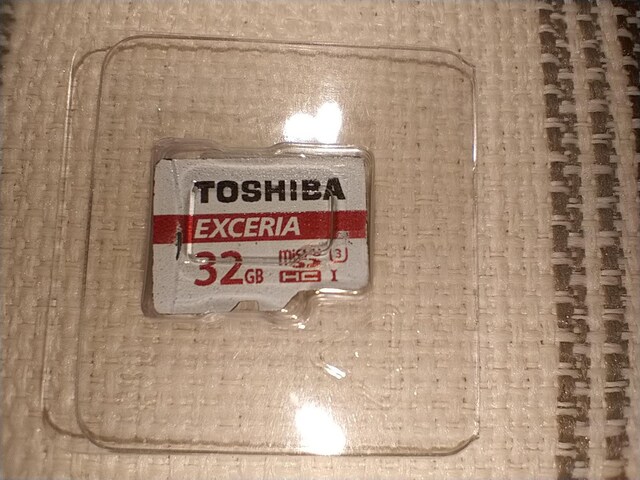 TOSHIBA
EXCERIA
32GB
micro SD 3
HC I